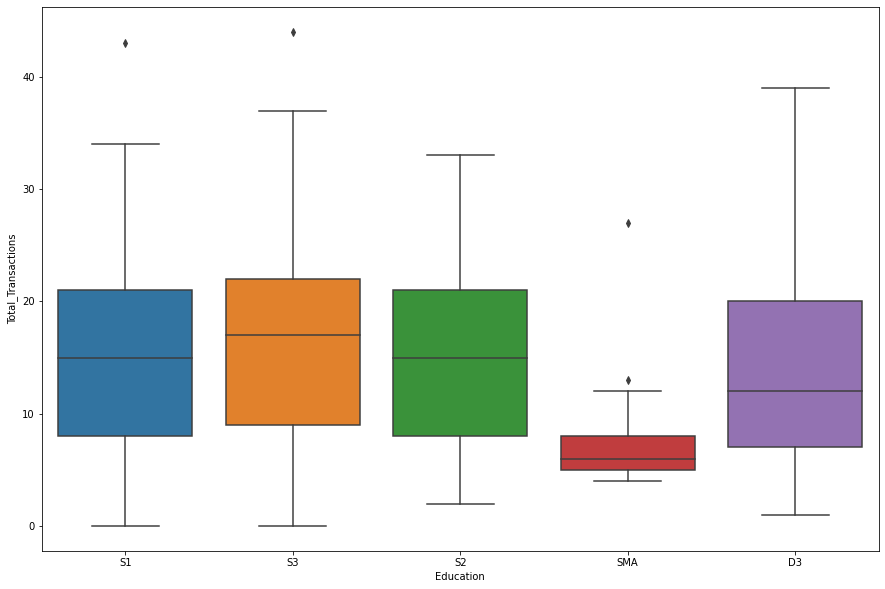 Total_Transactions
40
30
20
10
0
S1 S3 S2 SMA D3
Education